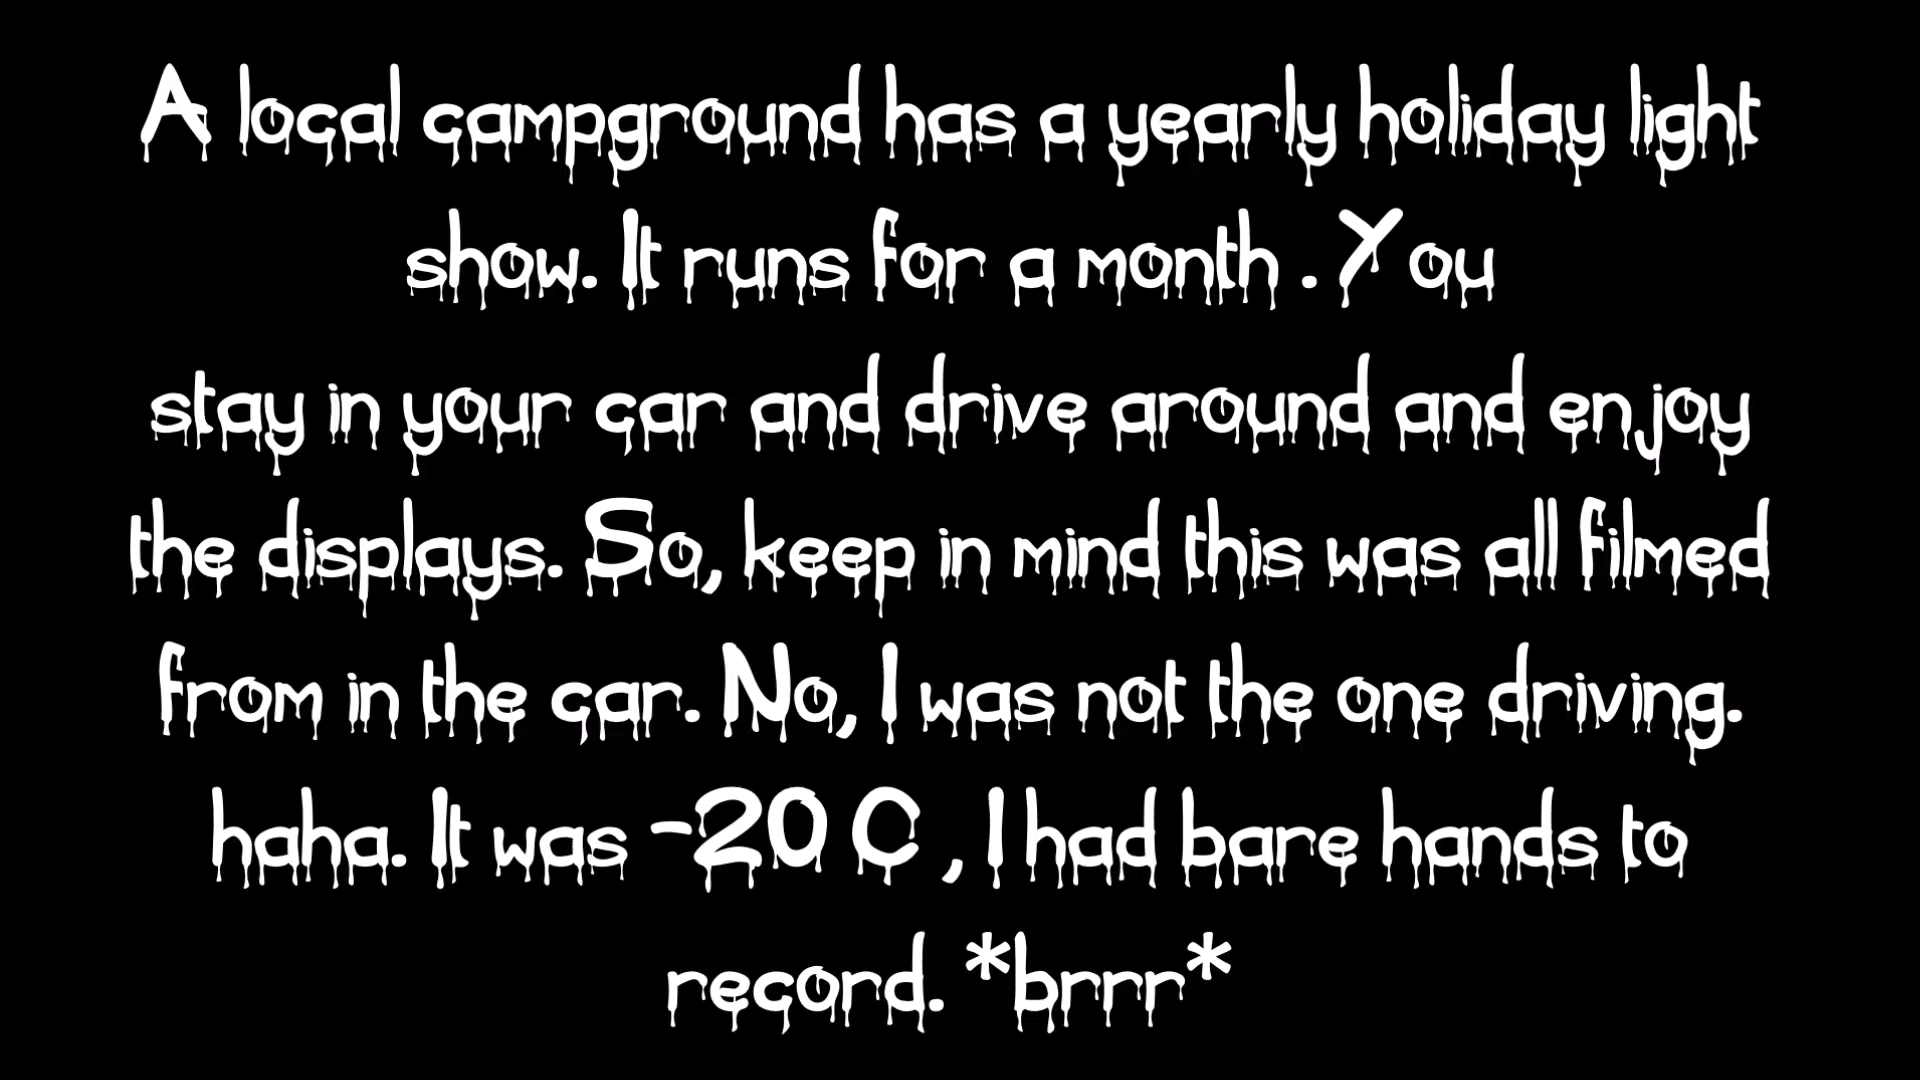 A local campground has a yearly holiday light
show. It runs for a month . You
stay in your car and drive around and enjoy
the displays. So, keep in mind this was all filmed
from in the car. No, I was not the one driving.
haha. It was -20 C , I had bare hands to
record. *brrr*